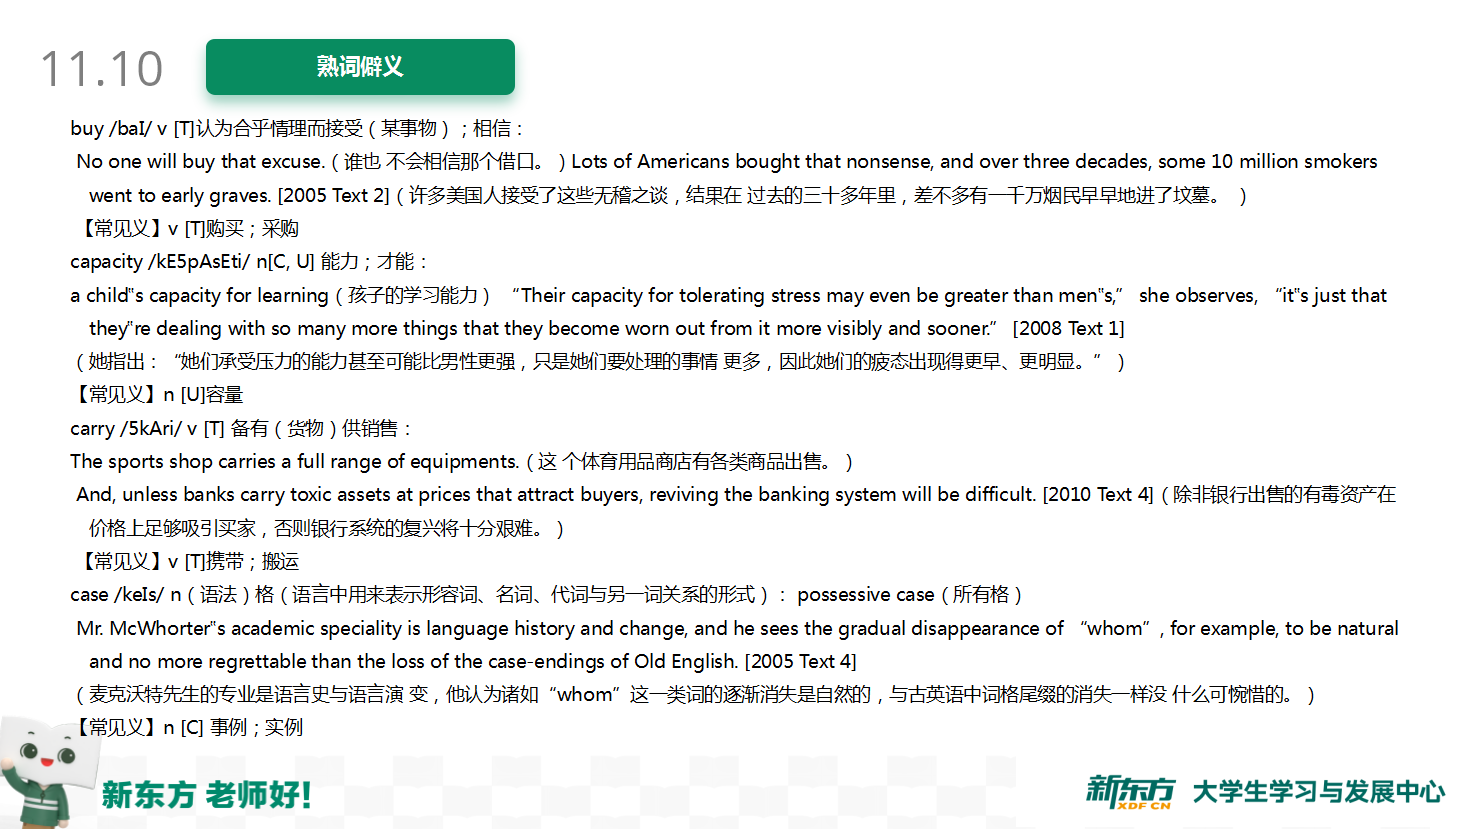 11.10
熟词僻义
buy /baI/ v [T]认为合乎情理而接受（某事物）；相信：
No one will buy that excuse.（谁也 不会相信那个借口。）Lots of Americans bought that nonsense, and over three decades, some 10 million smokers
went to early graves. [2005 Text 2]（许多美国人接受了这些无稽之谈，结果在 过去的三十多年里，差不多有一千万烟民早早地进了坟墓。 ）
【常见义】v [T]购买；采购
capacity /kE5pAsEti/ n[C, U] 能力；才能：
a child‟s capacity for learning（孩子的学习能力） “Their capacity for tolerating stress may even be greater than men‟s,” she observes, “it‟s just that
they‟re dealing with so many more things that they become worn out from it more visibly and sooner.” [2008 Text 1]
（她指出：“她们承受压力的能力甚至可能比男性更强，只是她们要处理的事情 更多，因此她们的疲态出现得更早、更明显。”）
【常见义】n [U]容量
carry /5kAri/ v [T] 备有（货物）供销售：
The sports shop carries a full range of equipments.（这 个体育用品商店有各类商品出售。）
And, unless banks carry toxic assets at prices that attract buyers, reviving the banking system will be difficult. [2010 Text 4]（除非银行出售的有毒资产在
价格上足够吸引买家，否则银行系统的复兴将十分艰难。）
【常见义】v [T]携带；搬运
case /keIs/ n（语法）格（语言中用来表示形容词、名词、代词与另一词关系的形式）： possessive case（所有格）
Mr. McWhorter‟s academic speciality is language history and change, and he sees the gradual disappearance of “whom”, for example, to be natural
and no more regrettable than the loss of the case-endings of Old English. [2005 Text 4]
（麦克沃特先生的专业是语言史与语言演 变，他认为诸如“whom”这一类词的逐渐消失是自然的，与古英语中词格尾缀的消失一样没 什么可惋惜的。）
【常见义】n [C] 事例；实例
新东方 老师好!
新东方 XDF.CN 大学生学习与发展中心